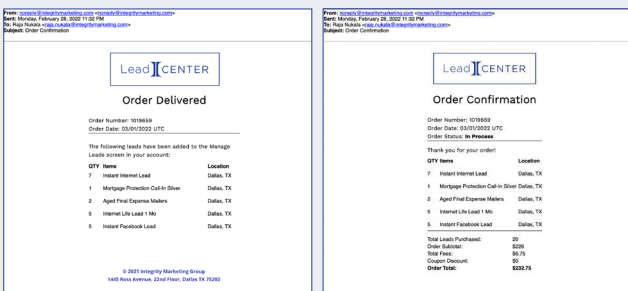 From: noreply@integritymarketing.com <noreply@integritymarketing.com>
Sent: Monday, February 28, 2022 11:32 PM
To: Raja Nukala <raja.nukala@integritymarketing.com>
Subject: Order Confirmation
Lead CENTER
Order Delivered
Order Number: 1019659
Order Date: 03/01/2022 UTC
The following leads have been added to the Manage
Leads screen in your account:
QTY Items Location
7 Instant Internet Lead Dallas, TX
1 Mortgage Protection Call-In Silver Dallas, TX
2 Aged Final Expense Mailers Dallas, TX
5 Internet Life Lead 1 Mo Dallas, TX
5 Instant Facebook Lead Dallas, TX
© 2021 Integrity Marketing Group
1445 Ross Avenue, 22nd Floor, Dallas TX 75202
From: noreply@integritymarketing.com <noreply@integritymarketing.com>
Sent: Monday, February 28, 2022 11:32 PM
To: Raja Nukala <raja.nukala@integritymarketing.com>
Subject: Order Confirmation
Lead CENTER
Order Confirmation
Order Number: 1019659
Order Date: 03/01/2022 UTC
Order Status: In Process
Thank you for your order!
QTY Items Location
7 Instant Internet Lead Dallas, TX
1 Mortgage Protection Call-In Silver Dallas, TX
2 Aged Final Expense Mailers Dallas, TX
5 Internet Life Lead 1 Mo Dallas, TX
5 Instant Facebook Lead Dallas, TX
Total Leads Purchased: 20
Order Subtotal: $226
Total Fees: $6.75
Coupon Discount: $0
Order Total: $232.75